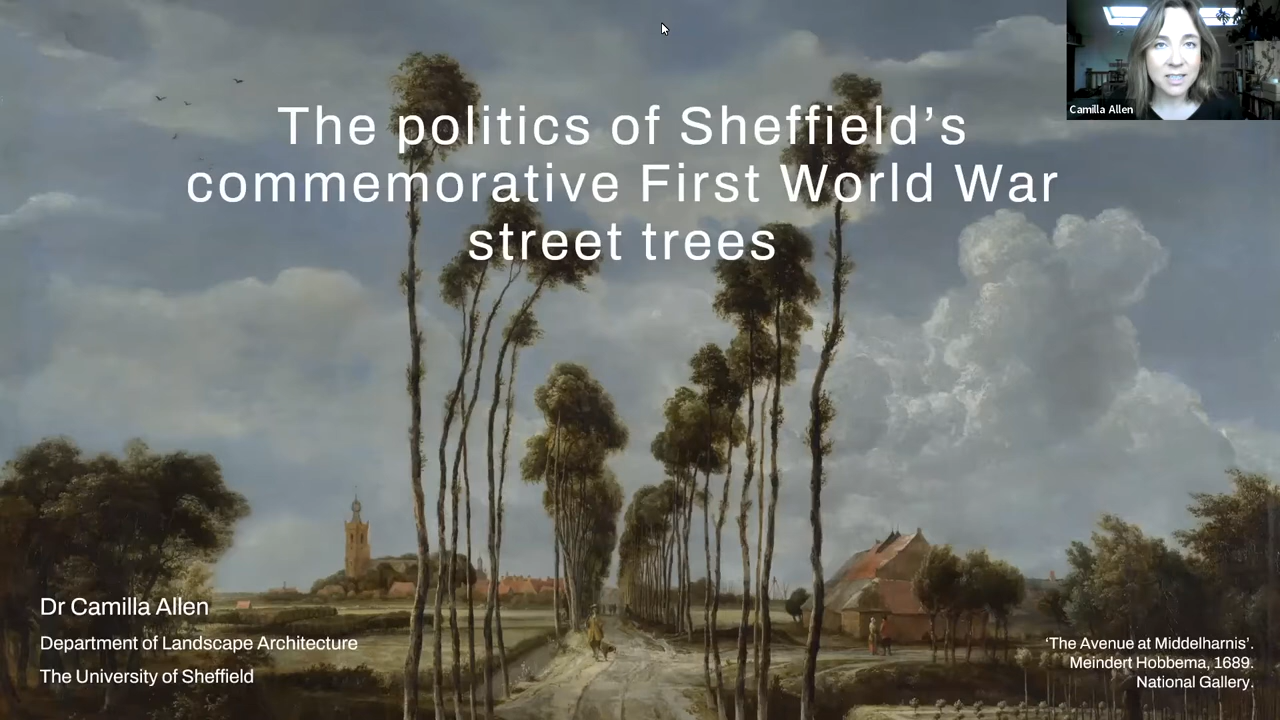 Camilla Allen
The politics of Sheffield’s
commemorative First World War
street trees
Dr Camilla Allen
Department of Landscape Architecture
The University of Sheffield
‘The Avenue at Middelharnis’.
Meindert Hobbema, 1689.
National Gallery.